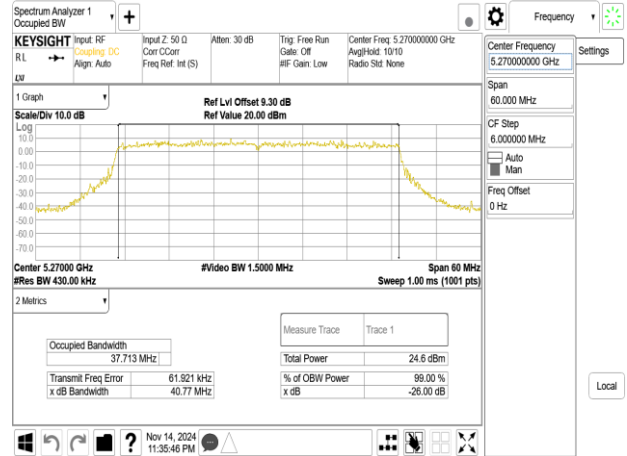 Spectrum Analyzer 1
Occupied BW
Frequency
KEYSIGHT Input: RF Input Z: 50 Ω Atten: 30 dB Trig: Free Run Center Freq: 5.270000000 GHz
Coupling: DC Corr CCorr Gate: Off Avg|Hold: 10/10
RL Align: Auto Freq Ref: Int (S) #IF Gain: Low Radio Std: None
LXI
Center Frequency
5.270000000 GHz
Settings
Span
60.000 MHz
CF Step
6.000000 MHz
Auto
Man
Freq Offset
0 Hz
1 Graph
Ref Lvl Offset 9.30 dB
Scale/Div 10.0 dB Ref Value 20.00 dBm
Log
10.0
0.00
-10.0
-20.0
-30.0
-40.0
-50.0
-60.0
-70.0
Center 5.27000 GHz #Video BW 1.5000 MHz Span 60 MHz
#Res BW 430.00 kHz Sweep 1.00 ms (1001 pts)
2 Metrics
Measure Trace Trace 1
Occupied Bandwidth
37.713 MHz
Total Power 24.6 dBm
Transmit Freq Error 61.921 kHz % of OBW Power 99.00 %
x dB Bandwidth 40.77 MHz x dB -26.00 dB
Local
?
Nov 14, 2024
11:35:46 PM